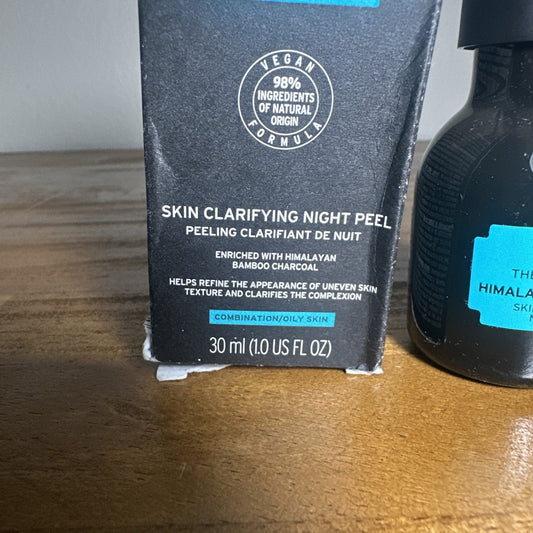 VEGAN
98%
INGREDIENTS
OF NATURAL
ORIGIN
FORMULA
SKIN CLARIFYING NIGHT PEEL
PEELING CLARIFIANT DE NUIT
ENRICHED WITH HIMALAYAN
BAMBOO CHARCOAL
HELPS REFINE THE APPEARANCE OF UNEVEN SKIN
TEXTURE AND CLARIFIES THE COMPLEXION
COMBINATION/OILY SKIN
30 ml (1.0 US FL OZ)
THE
HIMALA
SKI
N